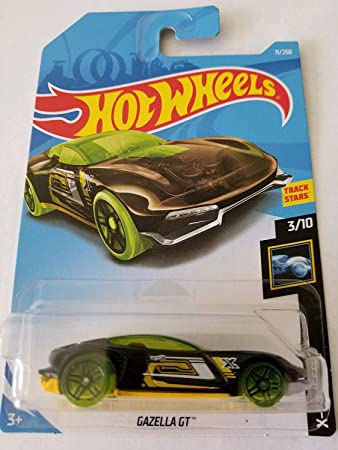 11/250
HOT WHEELS
TRACK
STARS
3/10
X
3+
GAZELLA GT™
X